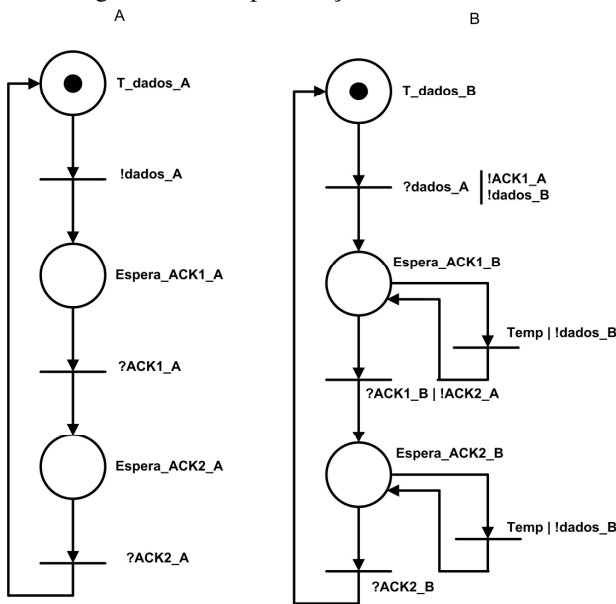 A
T_dados_A
!dados_A
Espera_ACK1_A
?ACK1_A
Espera_ACK2_A
?ACK2_A
B
T_dados_B
?dados_A
!ACK1_A
!dados_B
Espera_ACK1_B
Temp | !dados_B
?ACK1_B | !ACK2_A
Espera_ACK2_B
Temp | !dados_B
?ACK2_B